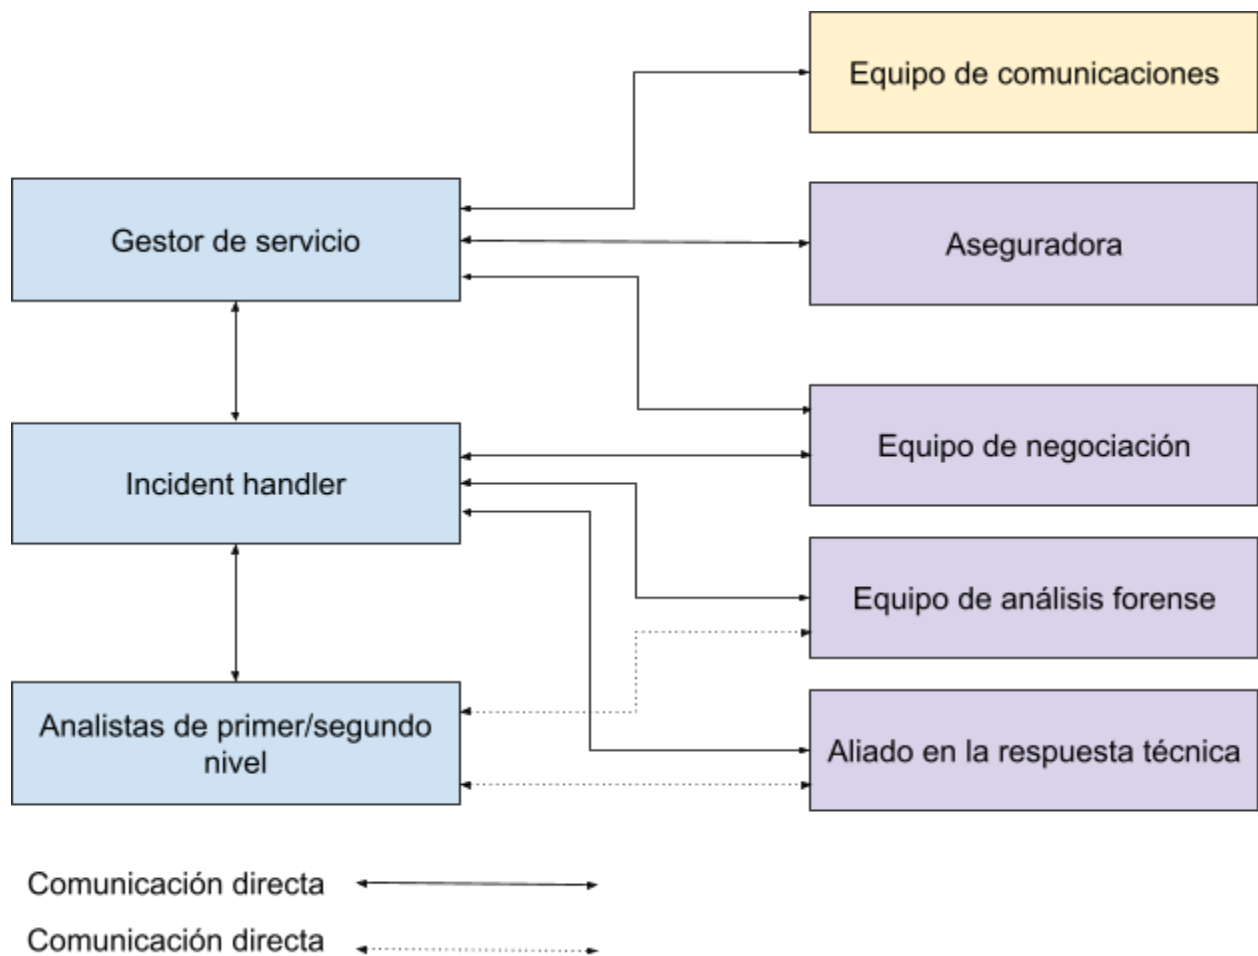 Equipo de comunicaciones
Gestor de servicio
Aseguradora
Incident handler
Equipo de negociación
Equipo de análisis forense
Analistas de primer/segundo
nivel
Aliado en la respuesta técnica
Comunicación directa
Comunicación directa